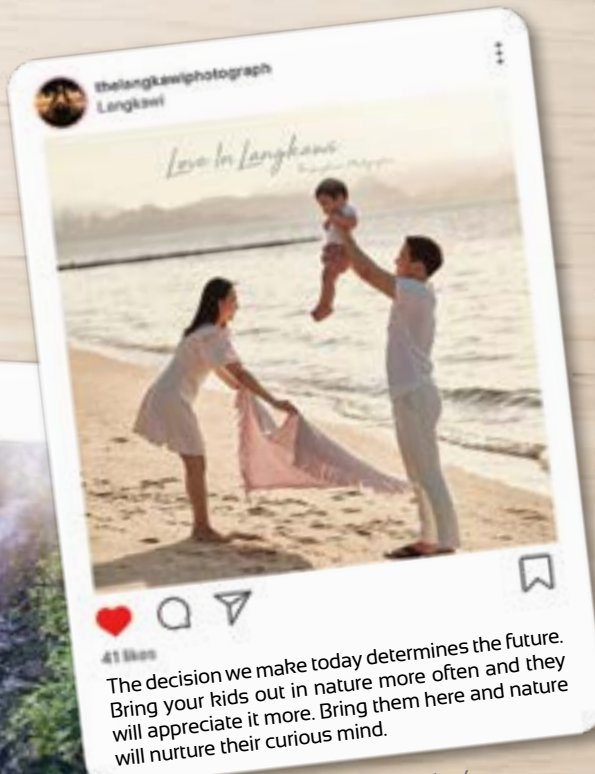 thelangkawiphotograph
Langkawi
Love In Langkawi
41 likes
The decision we make today determines the future.
Bring your kids out in nature more often and they
will appreciate it more. Bring them here and nature
will nurture their curious mind.